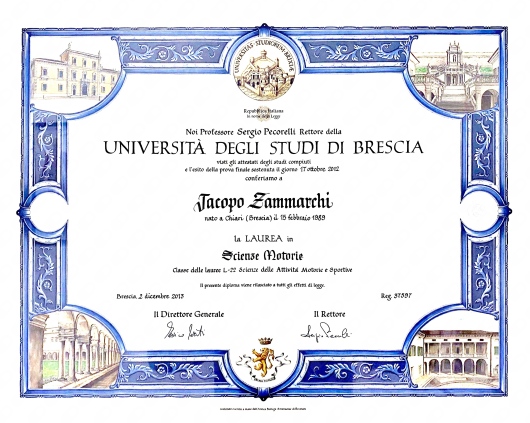 UNIVERSITAS STUDIORUM BRIXIAE
Repubblica Italiana
In nome della Legge
Noi Professore Sergio Pecorelli Rettore della
UNIVERSITÀ DEGLI STUDI DI BRESCIA
visti gli attestati degli studi compiuti
e l'esito della prova finale sostenuta il giorno 17 ottobre 2012
conferiamo a
Jacopo Zammarchi
nato a Chiari (Brescia) il 15 febbraio 1989
la LAUREA in
Sciense Motorie
Classe delle lauree L-22 Scienze delle Attività Motorie e Sportive
Il presente diploma viene rilasciato a tutti gli effetti di legge.
Brescia, 2 dicembre 2013
Reg. 37597
Il Direttore Generale
Il Rettore